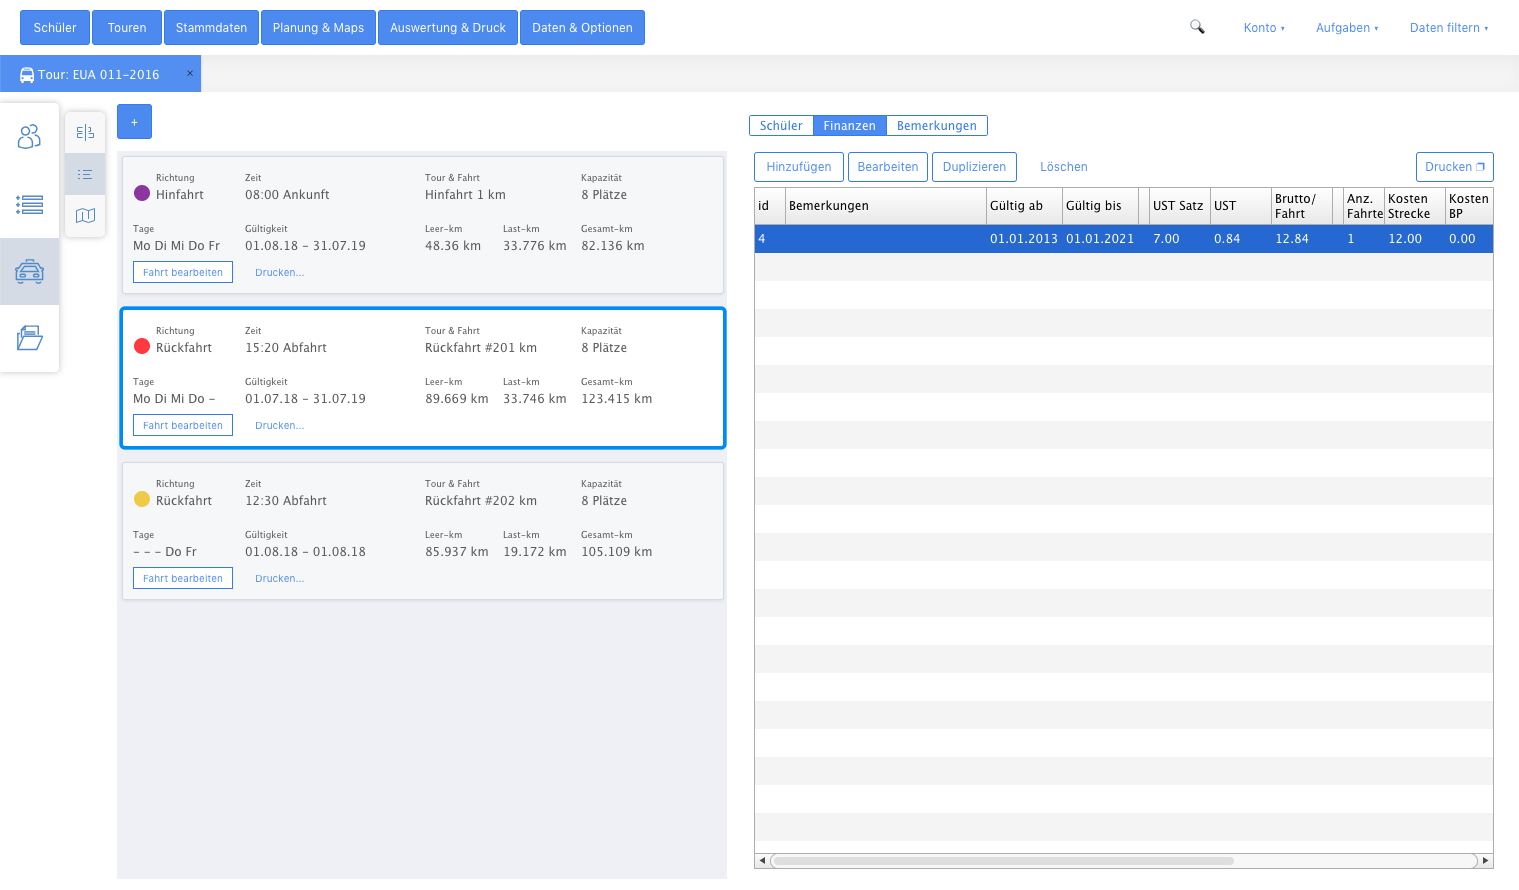 Schüler Touren Stammdaten Planung & Maps Auswertung & Druck Daten & Optionen Konto ▾ Aufgaben ▾ Daten filtern ▾
Tour: EUA 011-2016 ×
+
Richtung Zeit Tour & Fahrt Kapazität
Hinfahrt 08:00 Ankunft Hinfahrt 1 km 8 Plätze
Tage Gültigkeit Leer-km Last-km Gesamt-km
Mo Di Mi Do Fr 01.08.18 - 31.07.19 48.36 km 33.776 km 82.136 km
Fahrt bearbeiten Drucken...
Richtung Zeit Tour & Fahrt Kapazität
Rückfahrt 15:20 Abfahrt Rückfahrt #201 km 8 Plätze
Tage Gültigkeit Leer-km Last-km Gesamt-km
Mo Di Mi Do - 01.07.18 - 31.07.19 89.669 km 33.746 km 123.415 km
Fahrt bearbeiten Drucken...
Richtung Zeit Tour & Fahrt Kapazität
Rückfahrt 12:30 Abfahrt Rückfahrt #202 km 8 Plätze
Tage Gültigkeit Leer-km Last-km Gesamt-km
- - - Do Fr 01.08.18 - 01.08.18 85.937 km 19.172 km 105.109 km
Fahrt bearbeiten Drucken...
Schüler Finanzen Bemerkungen
Hinzufügen Bearbeiten Duplizieren Löschen Drucken
id Bemerkungen Gültig ab Gültig bis UST Satz UST Brutto/ Fahrt Anz. Fahrte Kosten Strecke Kosten BP
4 01.01.2013 01.01.2021 7.00 0.84 12.84 1 12.00 0.00